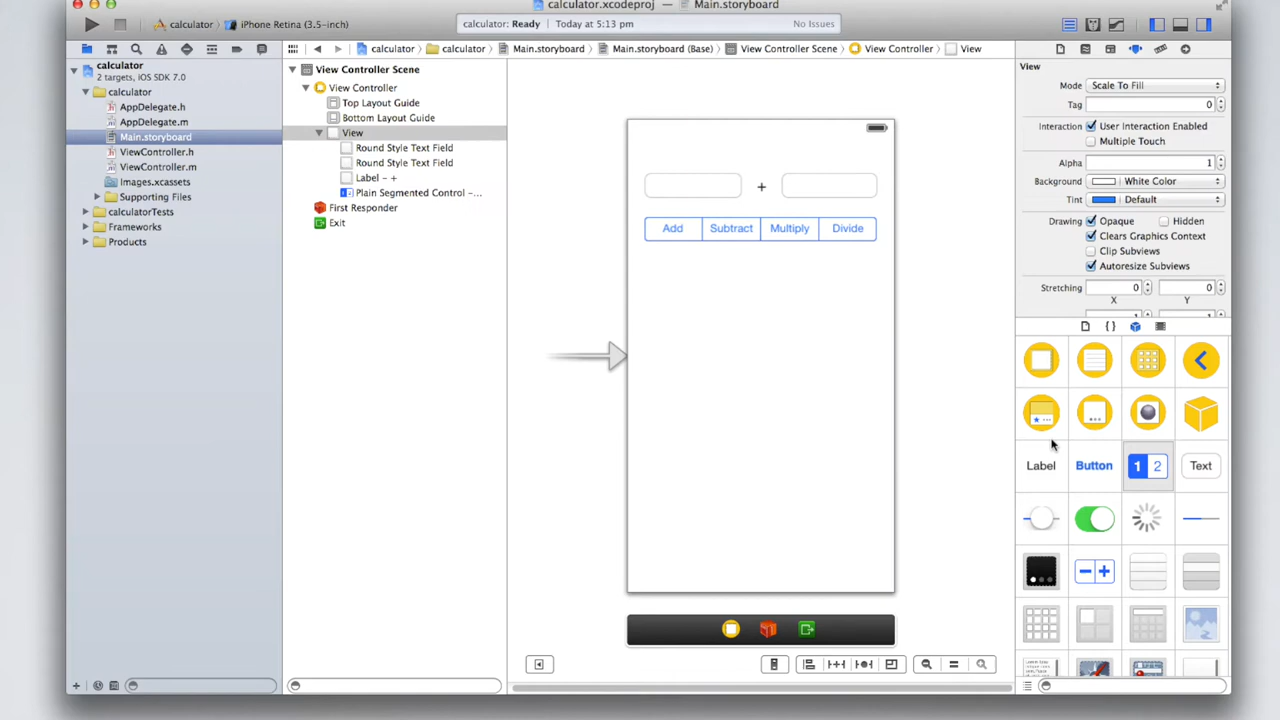 calculator.xcodeproj — Main.storyboard
calculator iPhone Retina (3.5-inch)
calculator: Ready Today at 5:13 pm No Issues
calculator calculator Main.storyboard Main.storyboard (Base) View Controller Scene View Controller View
calculator
2 targets, iOS SDK 7.0
calculator
AppDelegate.h
AppDelegate.m
Main.storyboard
ViewController.h
ViewController.m
Images.xcassets
Supporting Files
calculatorTests
Frameworks
Products
View Controller Scene
View Controller
Top Layout Guide
Bottom Layout Guide
View
Round Style Text Field
Round Style Text Field
Label - +
Plain Segmented Control -...
First Responder
Exit
+
Add Subtract Multiply Divide
View
Mode Scale To Fill
Tag 0
Interaction User Interaction Enabled
Multiple Touch
Alpha 1
Background White Color
Tint Default
Drawing Opaque Hidden
Clears Graphics Context
Clip Subviews
Autoresize Subviews
Stretching 0 0
X Y
{ }
Label Button 1 2 Text